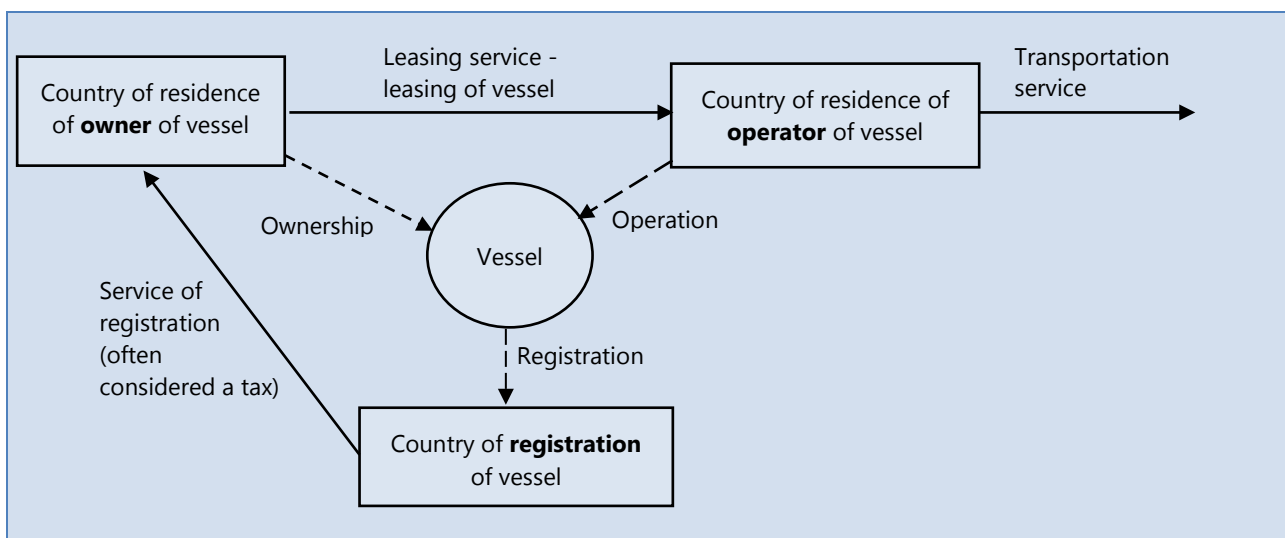 Leasing service -
leasing of vessel
Transportation
service
Country of residence
of owner of vessel
Country of residence of
operator of vessel
Ownership
Operation
Vessel
Service of
registration
(often
considered a tax)
Registration
Country of registration
of vessel